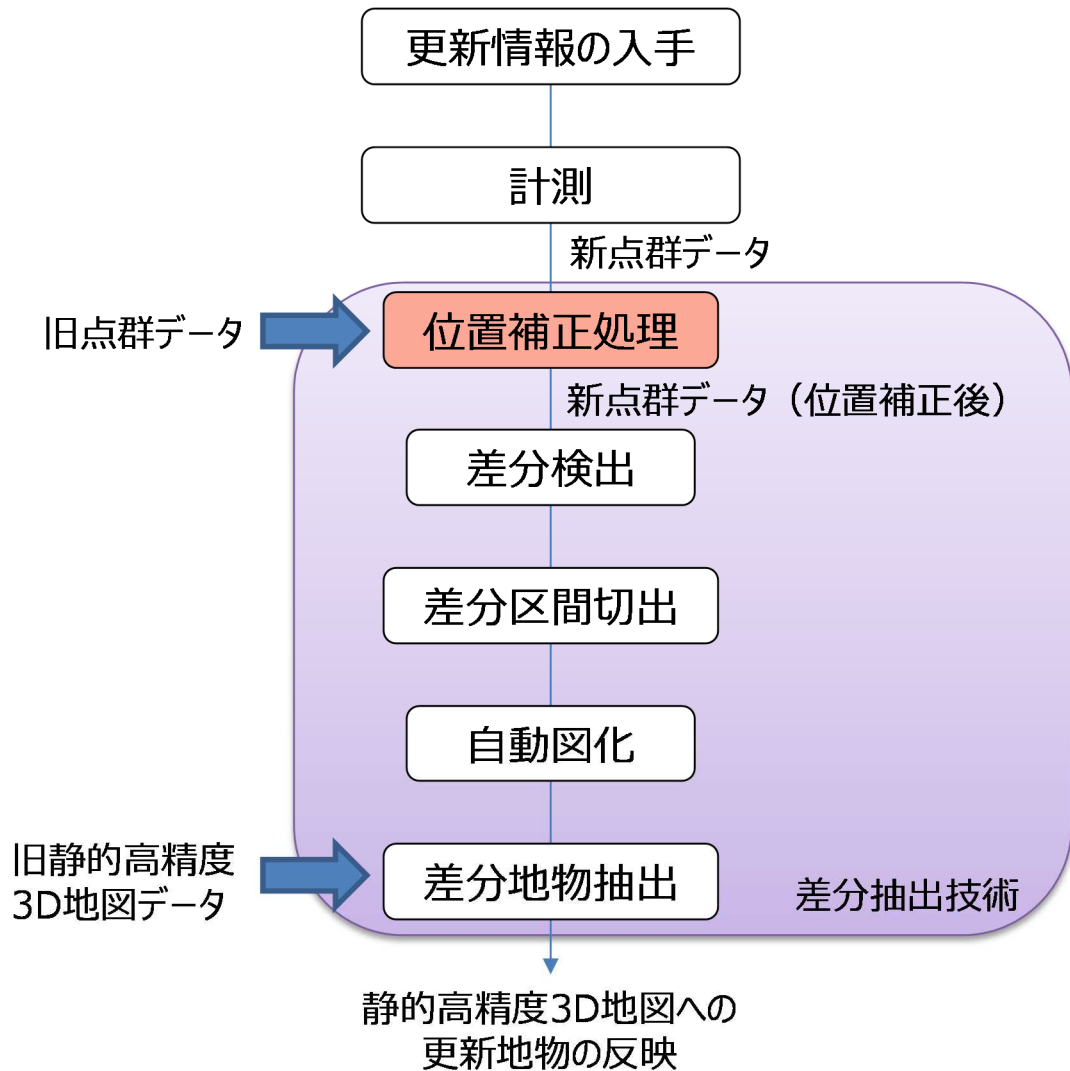 更新情報の入手
計測
新点群データ
旧点群データ
位置補正処理
新点群データ（位置補正後）
差分検出
差分区間切出
自動図化
旧静的高精度
3D地図データ
差分地物抽出
差分抽出技術
静的高精度3D地図への
更新地物の反映